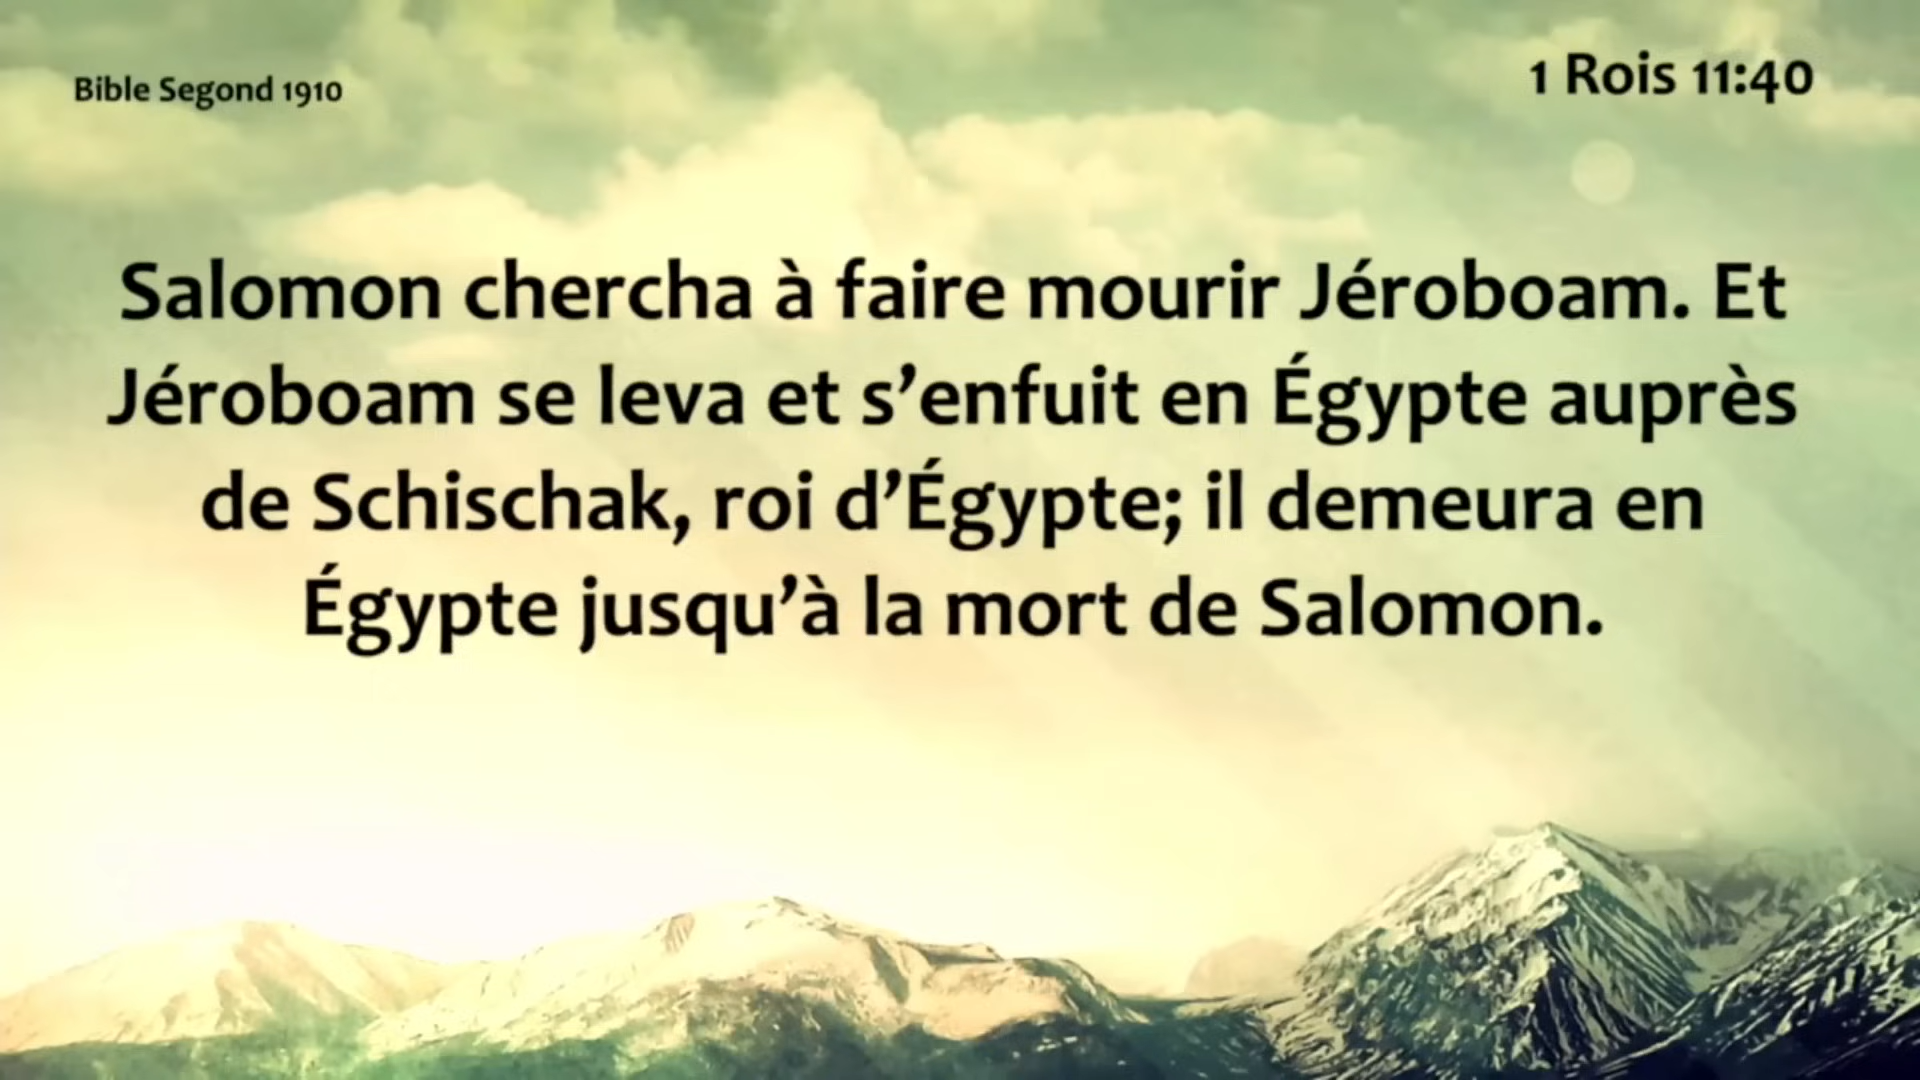 Bible Segond 1910
1 Rois 11:40
Salomon chercha à faire mourir Jéroboam. Et
Jéroboam se leva et s’enfuit en Égypte auprès
de Schischak, roi d’Égypte; il demeura en
Égypte jusqu’à la mort de Salomon.